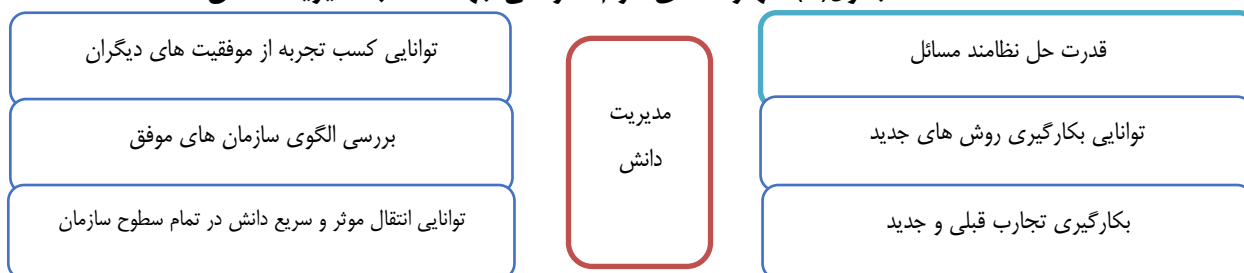 قدرت حل نظامند مسائل
توانایی بکارگیری روش های جدید
بکارگیری تجارب قبلی و جدید
مدیریت
دانش
توانایی کسب تجربه از موفقیت های دیگران
بررسی الگوی سازمان های موفق
توانایی انتقال موثر و سریع دانش در تمام سطوح سازمان